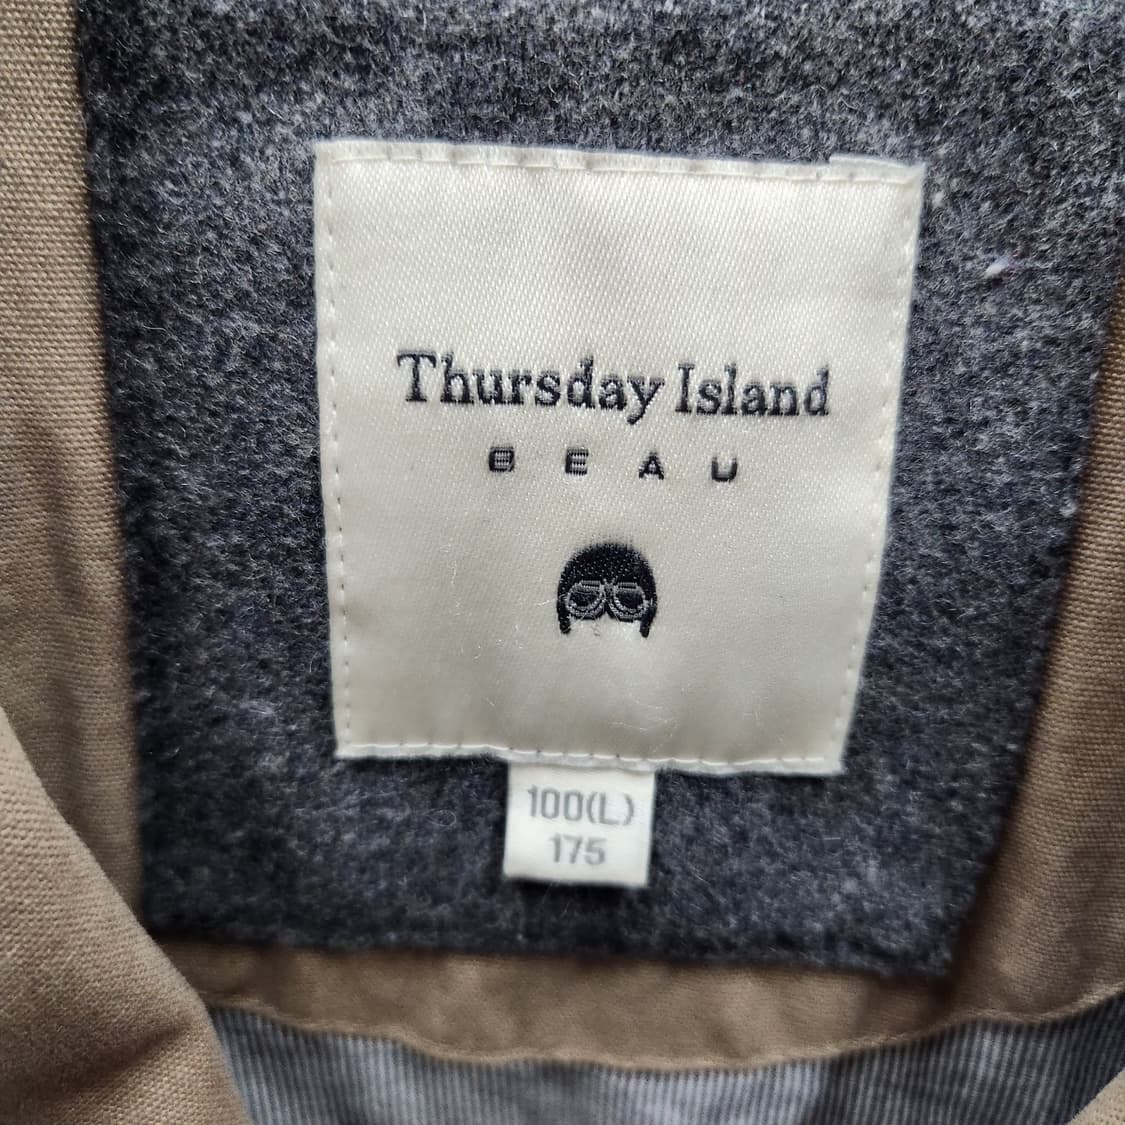 Thursday Island
BEAU
100(L)
175